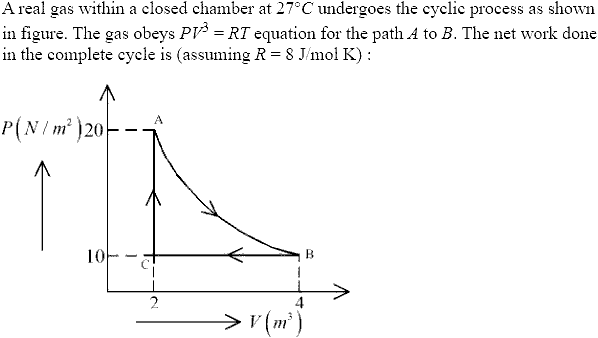 A real gas within a closed chamber at 27°C undergoes the cyclic process as shown
in figure. The gas obeys PV³ = RT equation for the path A to B. The net work done
in the complete cycle is (assuming R = 8 J/mol K) :
A
P(N / m²) 20
10
C
B
2
4
V(m³)